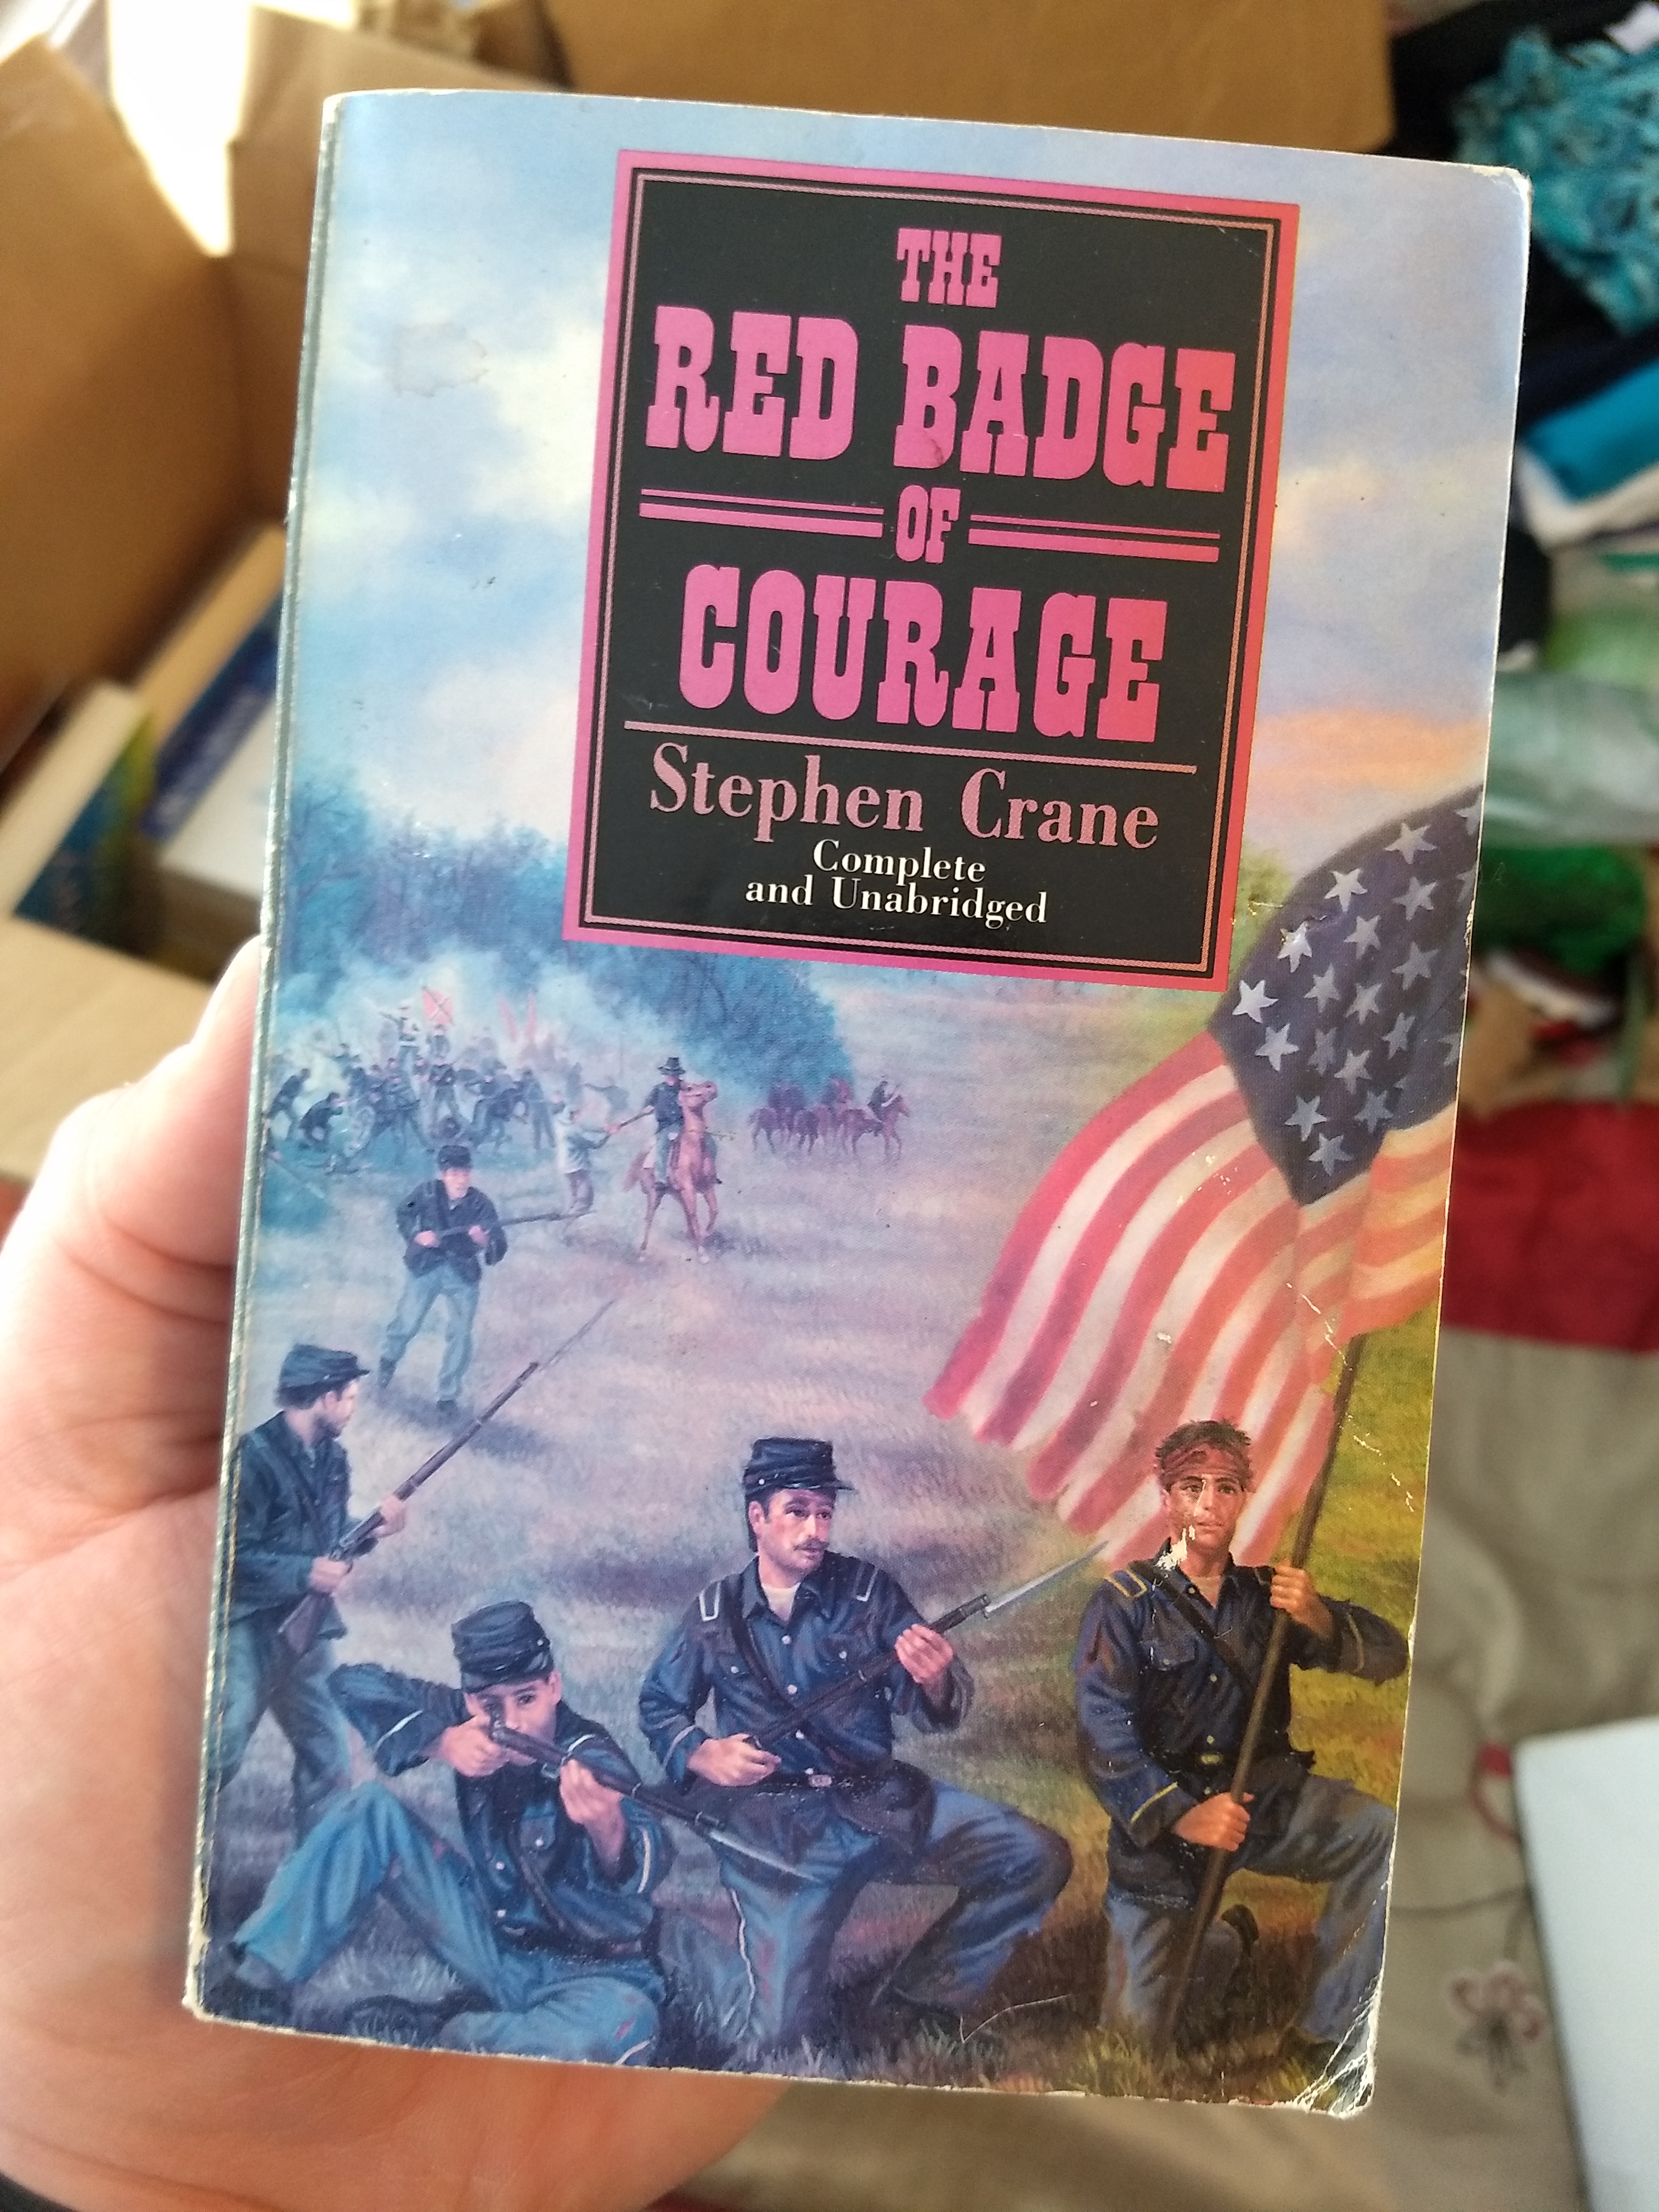 THE
RED BADGE
OF
COURAGE
Stephen Crane
Complete
and Unabridged